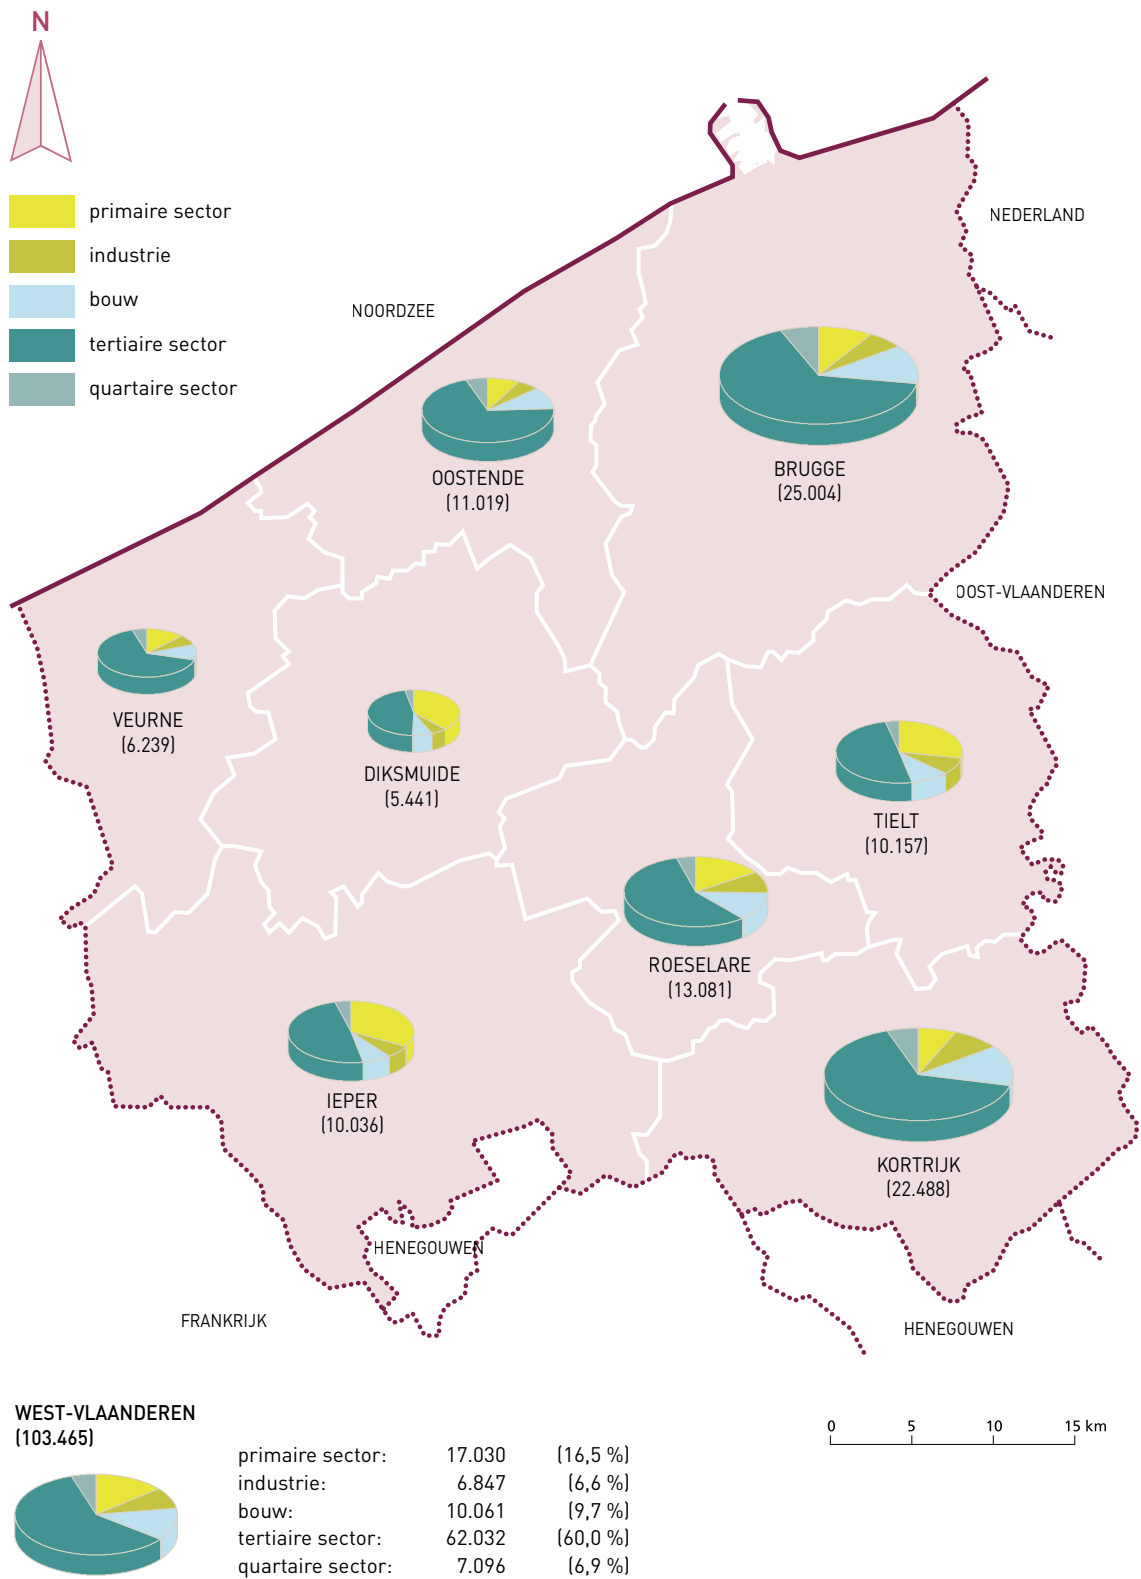 N
primaire sector
industrie
bouw
tertiaire sector
quartaire sector
NEDERLAND
NOORDZEE
BRUGGE
(25.004)
OOSTENDE
(11.019)
OOST-VLAANDEREN
VEURNE
(6.239)
DIKSMUIDE
(5.441)
TIELT
(10.157)
ROESELARE
(13.081)
IEPER
(10.036)
KORTRIJK
(22.488)
HENEGOUWEN
FRANKRIJK
HENEGOUWEN
WEST-VLAANDEREN
(103.465)
0 5 10 15 km
primaire sector: 17.030 (16,5 %)
industrie: 6.847 (6,6 %)
bouw: 10.061 (9,7 %)
tertiaire sector: 62.032 (60,0 %)
quartaire sector: 7.096 (6,9 %)